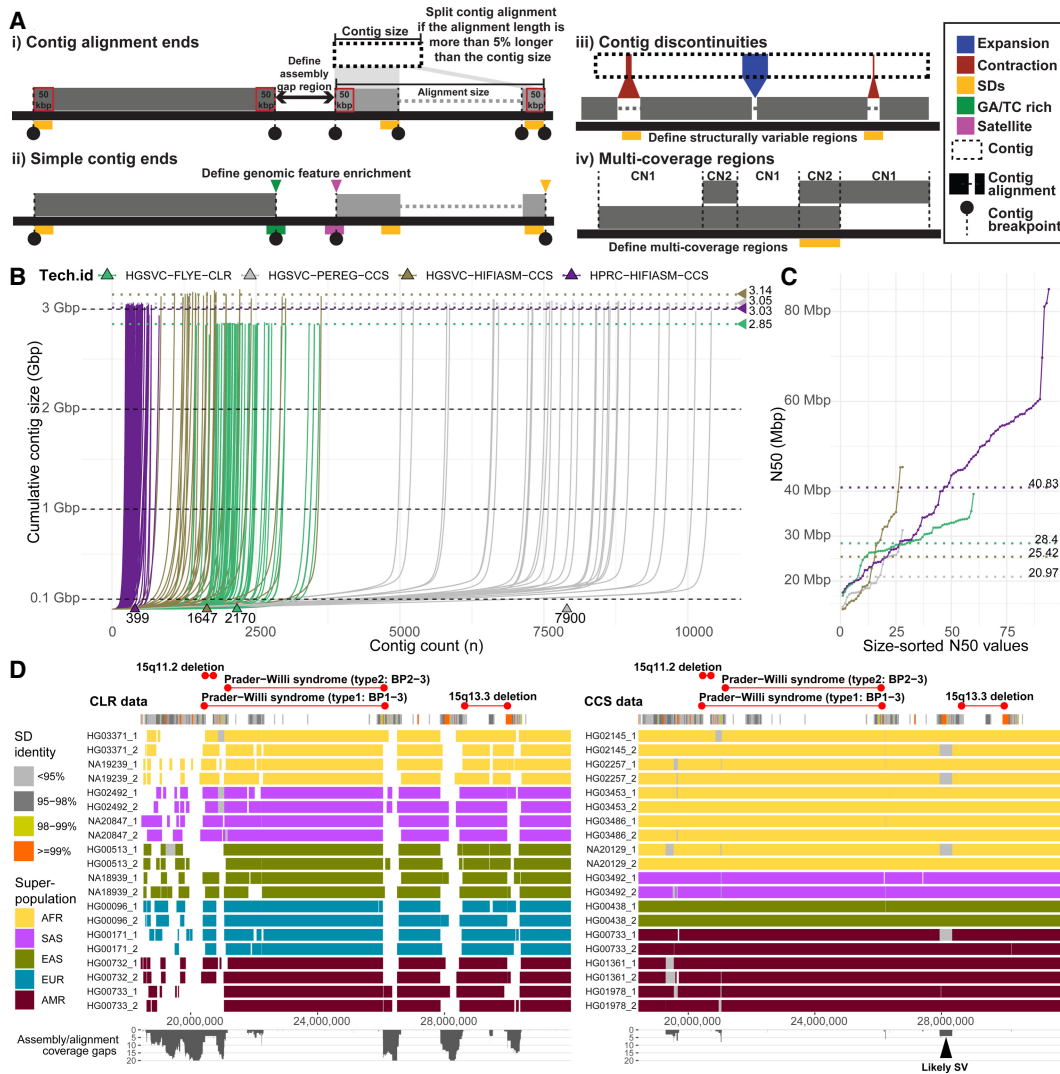 A
i) Contig alignment ends
Contig size
Split contig alignment
if the alignment length is
more than 5% longer
than the contig size
Define
assembly
gap region
Alignment size
50
kbp
50
kbp
50
kbp
50
kbp
ii) Simple contig ends
Define genomic feature enrichment
iii) Contig discontinuities
Define structurally variable regions
iv) Multi-coverage regions
CN1
CN2
CN1
CN2
CN1
Define multi-coverage regions
Expansion
Contraction
SDs
GA/TC rich
Satellite
Contig
Contig
alignment
Contig
breakpoint
B
Tech.id
HGSVC−FLYE−CLR
HGSVC−PEREG−CCS
HGSVC−HIFIASM−CCS
HPRC−HIFIASM−CCS
Cumulative contig size (Gbp)
3 Gbp
2 Gbp
1 Gbp
0.1 Gbp
3.14
3.05
3.03
2.85
399
1647
2170
7900
0
2500
5000
7500
10000
Contig count (n)
C
N50 (Mbp)
80 Mbp
60 Mbp
40 Mbp
30 Mbp
20 Mbp
40.83
28.4
25.42
20.97
0
25
50
75
Size−sorted N50 values
D
15q11.2 deletion
Prader−Willi syndrome (type2: BP2−3)
CLR data
Prader−Willi syndrome (type1: BP1−3)
15q13.3 deletion
SD
identity
<95%
95−98%
98−99%
>=99%
Super-
population
AFR
SAS
EAS
EUR
AMR
HG03371_1
HG03371_2
NA19239_1
NA19239_2
HG02492_1
HG02492_2
NA20847_1
NA20847_2
HG00513_1
HG00513_2
NA18939_1
NA18939_2
HG00096_1
HG00096_2
HG00171_1
HG00171_2
HG00732_1
HG00732_2
HG00733_1
HG00733_2
20,000,000
24,000,000
28,000,000
Assembly/alignment
coverage gaps
0
5
10
15
20
15q11.2 deletion
Prader−Willi syndrome (type2: BP2−3)
CCS data
Prader−Willi syndrome (type1: BP1−3)
15q13.3 deletion
HG02145_1
HG02145_2
HG02257_1
HG02257_2
HG03453_1
HG03453_2
HG03486_1
HG03486_2
NA20129_1
NA20129_2
HG03492_1
HG03492_2
HG00438_1
HG00438_2
HG00733_1
HG00733_2
HG01361_1
HG01361_2
HG01978_1
HG01978_2
20,000,000
24,000,000
28,000,000
0
5
10
15
20
Likely SV